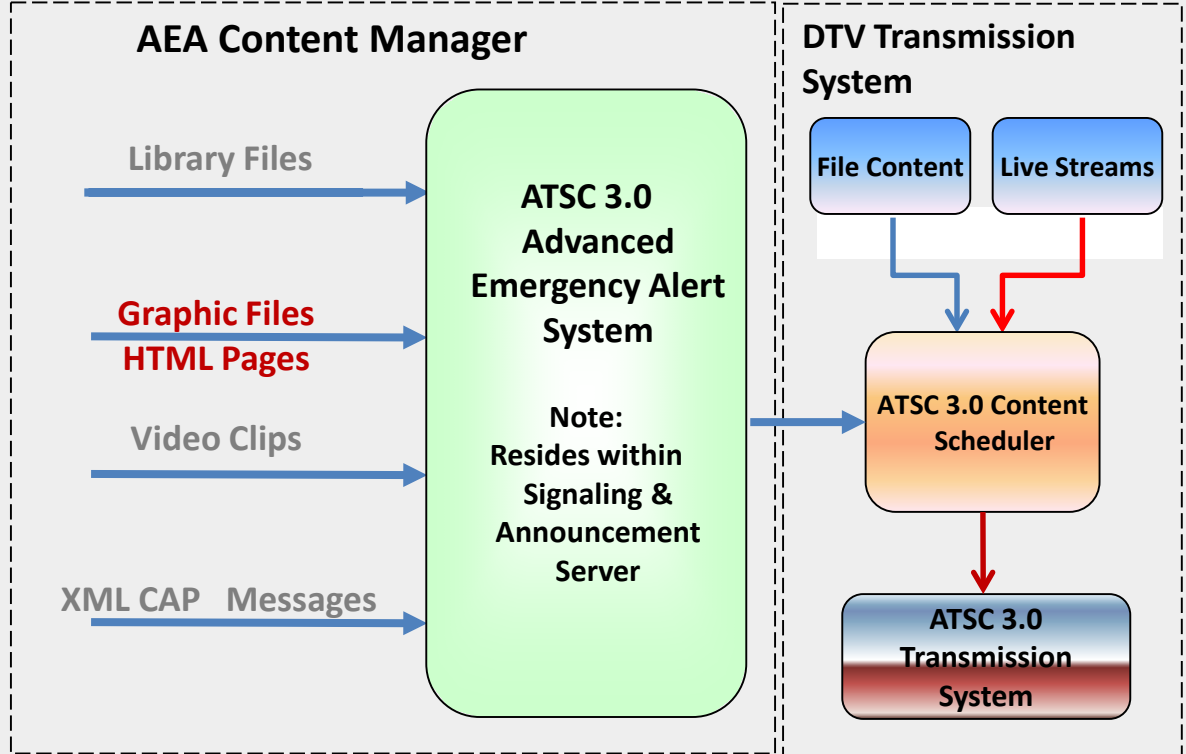 AEA Content Manager
Library Files
Graphic Files
HTML Pages
Video Clips
XML CAP Messages
ATSC 3.0
Advanced
Emergency Alert
System
Note:
Resides within
Signaling &
Announcement
Server
DTV Transmission
System
File Content
Live Streams
ATSC 3.0 Content
Scheduler
ATSC 3.0
Transmission
System